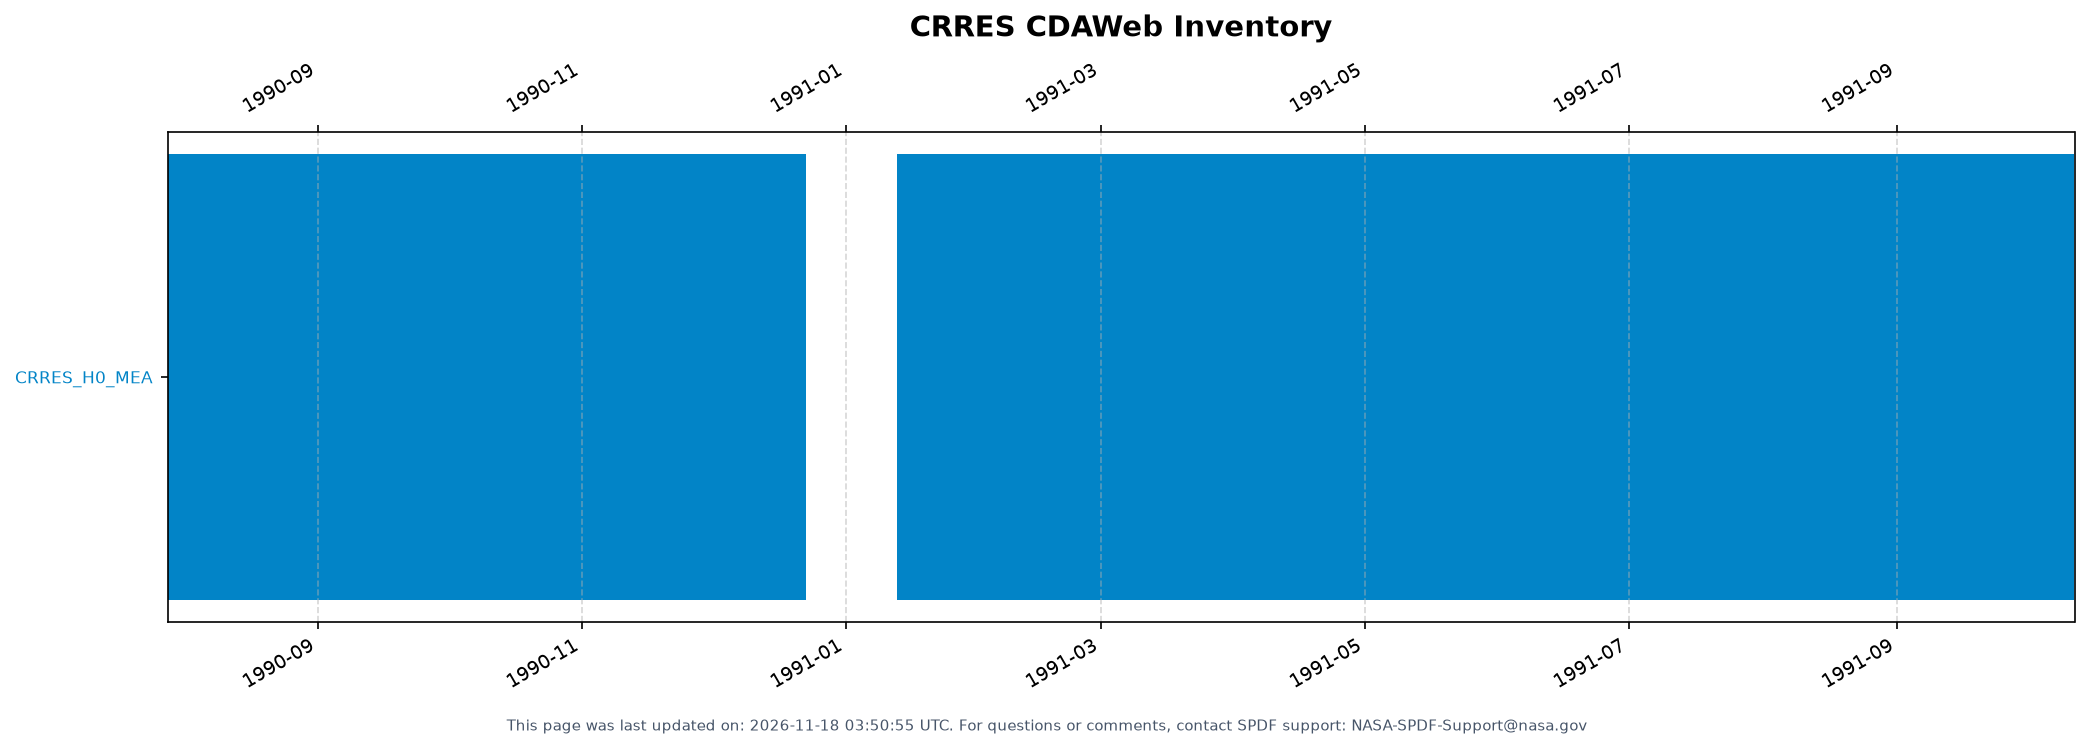 CRRES CDAWeb Inventory
1990-09 1990-11 1991-01 1991-03 1991-05 1991-07 1991-09
CRRES_H0_MEA
1990-09 1990-11 1991-01 1991-03 1991-05 1991-07 1991-09
This page was last updated on: 2026-11-18 03:50:55 UTC. For questions or comments, contact SPDF support: NASA-SPDF-Support@nasa.gov